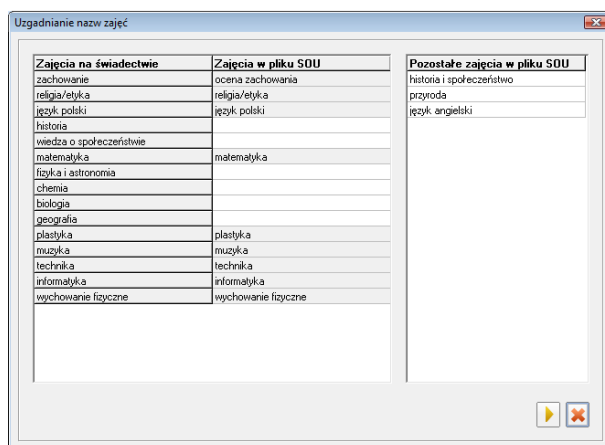 Uzgadnianie nazw zajęć
Zajęcia na świadectwie Zajęcia w pliku SOU Pozostałe zajęcia w pliku SOU
zachowanie ocena zachowania historia i społeczeństwo
religia/etyka religia/etyka przyroda
język polski język polski język angielski
historia
wiedza o społeczeństwie
matematyka matematyka
fizyka i astronomia
chemia
biologia
geografia
plastyka plastyka
muzyka muzyka
technika technika
informatyka informatyka
wychowanie fizyczne wychowanie fizyczne